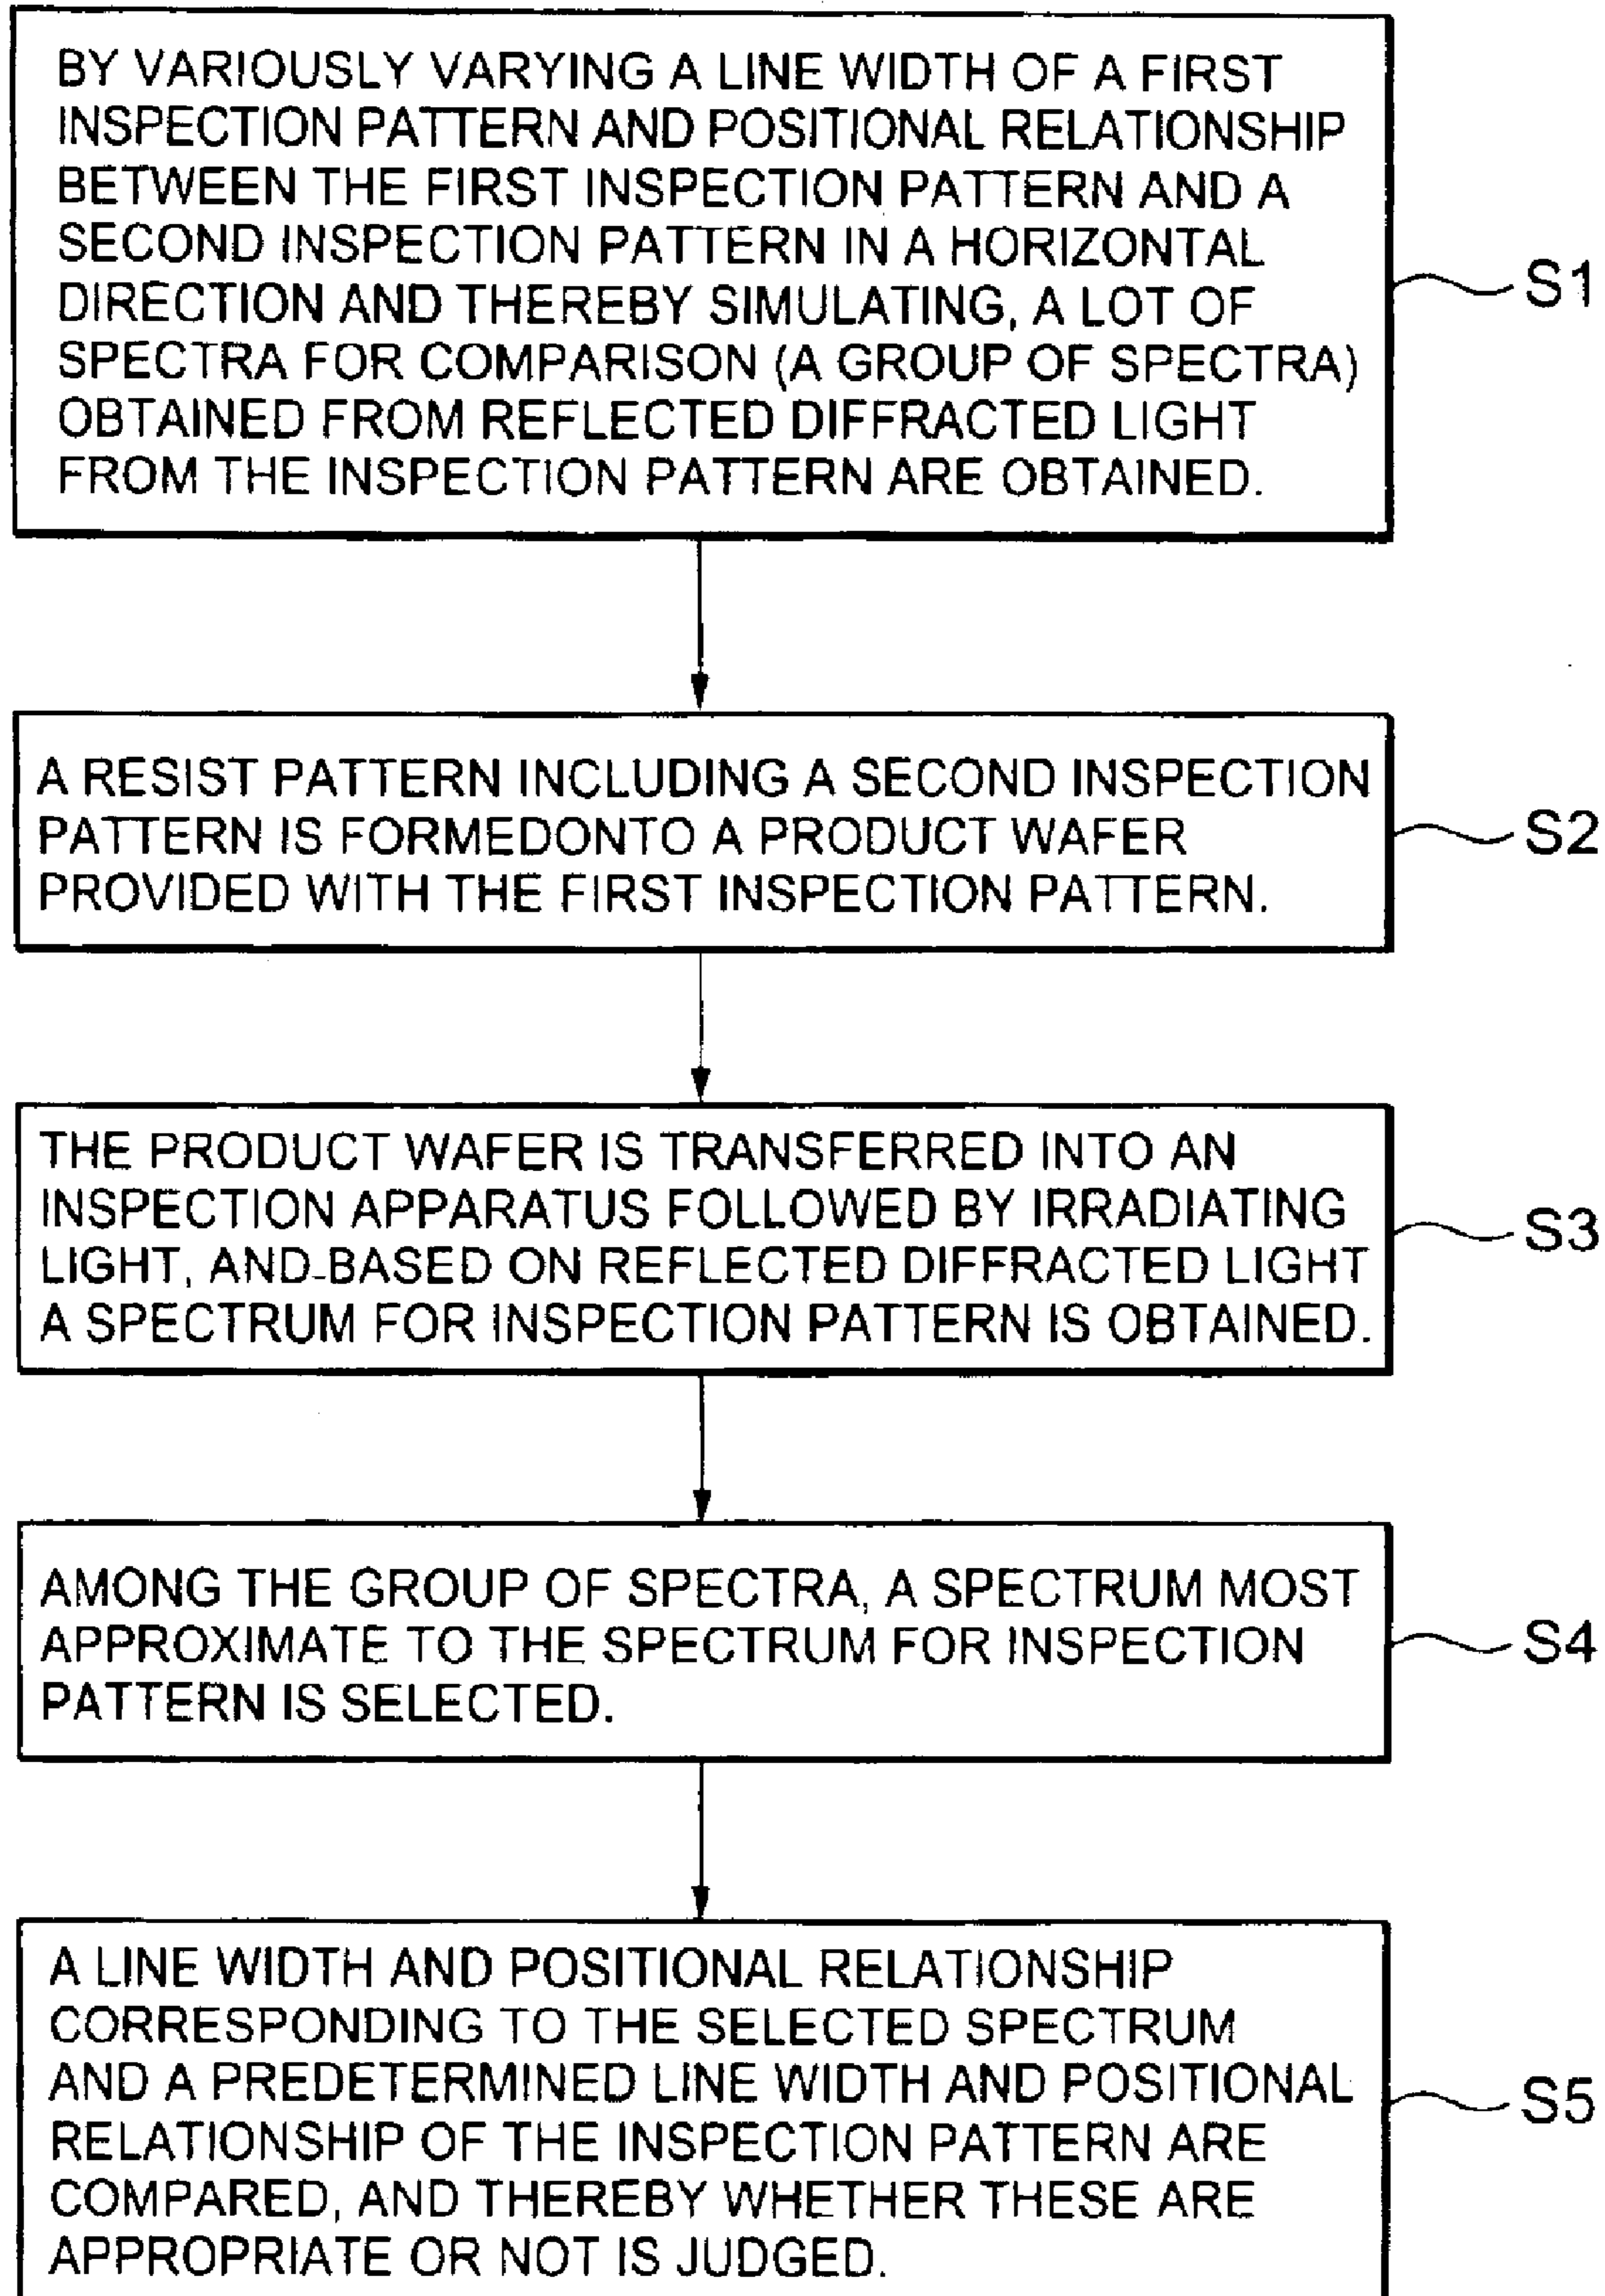 BY VARIOUSLY VARYING A LINE WIDTH OF A FIRST
INSPECTION PATTERN AND POSITIONAL RELATIONSHIP
BETWEEN THE FIRST INSPECTION PATTERN AND A
SECOND INSPECTION PATTERN IN A HORIZONTAL
DIRECTION AND THEREBY SIMULATING, A LOT OF
SPECTRA FOR COMPARISON (A GROUP OF SPECTRA)
OBTAINED FROM REFLECTED DIFFRACTED LIGHT
FROM THE INSPECTION PATTERN ARE OBTAINED.
S1
A RESIST PATTERN INCLUDING A SECOND INSPECTION
PATTERN IS FORMEDONTO A PRODUCT WAFER
PROVIDED WITH THE FIRST INSPECTION PATTERN.
S2
THE PRODUCT WAFER IS TRANSFERRED INTO AN
INSPECTION APPARATUS FOLLOWED BY IRRADIATING
LIGHT, AND-BASED ON REFLECTED DIFFRACTED LIGHT
A SPECTRUM FOR INSPECTION PATTERN IS OBTAINED.
S3
AMONG THE GROUP OF SPECTRA, A SPECTRUM MOST
APPROXIMATE TO THE SPECTRUM FOR INSPECTION
PATTERN IS SELECTED.
S4
A LINE WIDTH AND POSITIONAL RELATIONSHIP
CORRESPONDING TO THE SELECTED SPECTRUM
AND A PREDETERMINED LINE WIDTH AND POSITIONAL
RELATIONSHIP OF THE INSPECTION PATTERN ARE
COMPARED, AND THEREBY WHETHER THESE ARE
APPROPRIATE OR NOT IS JUDGED.
S5